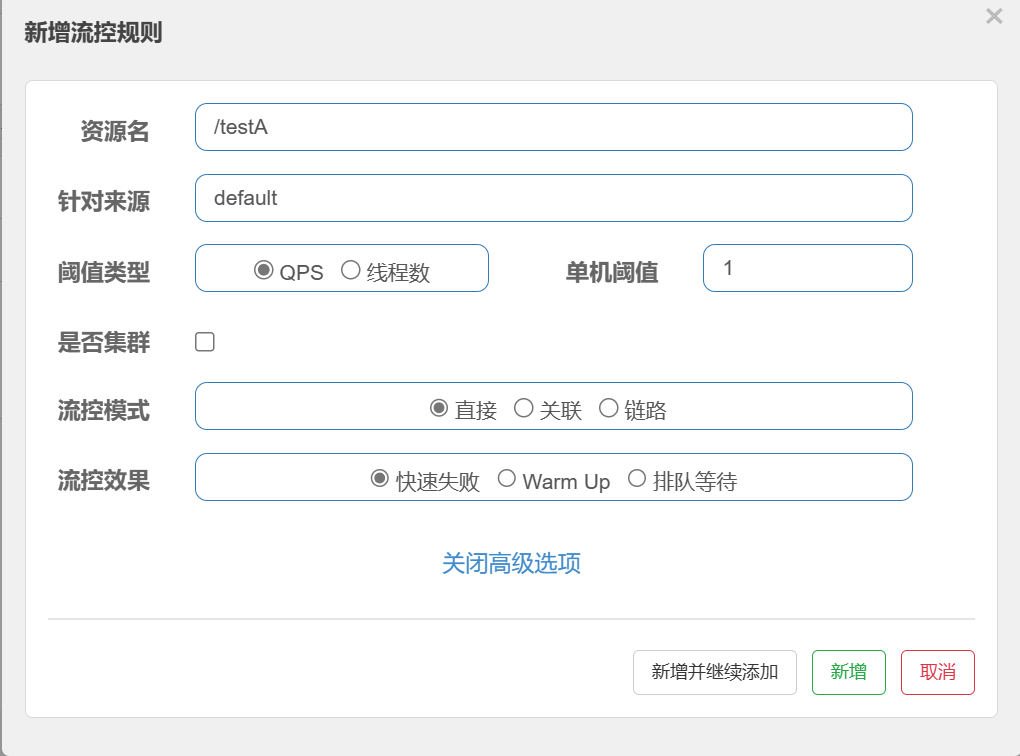 新增流控规则
×
资源名 /testA
针对来源 default
阈值类型 QPS 线程数 单机阈值 1
是否集群
流控模式 直接 关联 链路
流控效果 快速失败 Warm Up 排队等待
关闭高级选项
新增并继续添加 新增 取消